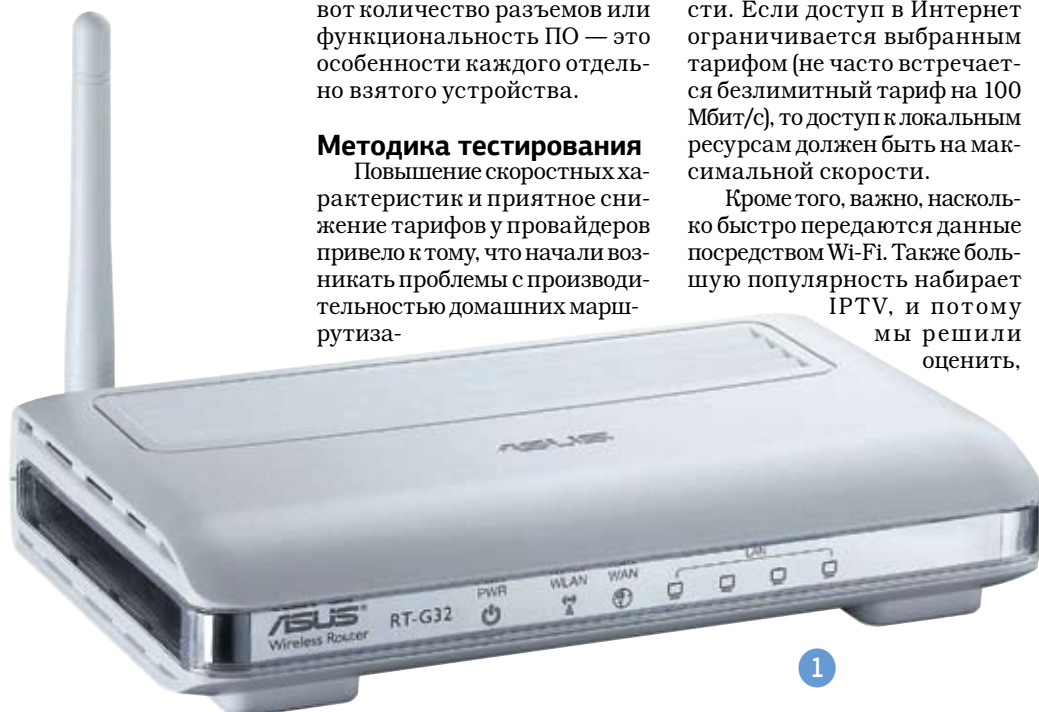 вот количество разъемов или
функциональность ПО — это
особенности каждого отдель-
но взятого устройства.
Методика тестирования
Повышение скоростных ха-
рактеристик и приятное сни-
жение тарифов у провайдеров
привело к тому, что начали воз-
никать проблемы с производи-
тельностью домашних марш-
рутиза-
сти. Если доступ в Интернет
ограничивается выбранным
тарифом (не часто встречает-
ся безлимитный тариф на 100
Мбит/с), то доступ к локальным
ресурсам должен быть на мак-
симальной скорости.
Кроме того, важно, насколь-
ко быстро передаются данные
посредством Wi-Fi. Также боль-
шую популярность набирает
IPTV, и потому
мы решили
оценить,
ASUS
LAN
PWR WLAN WAN
ASUS® RT-G32
Wireless Router
1